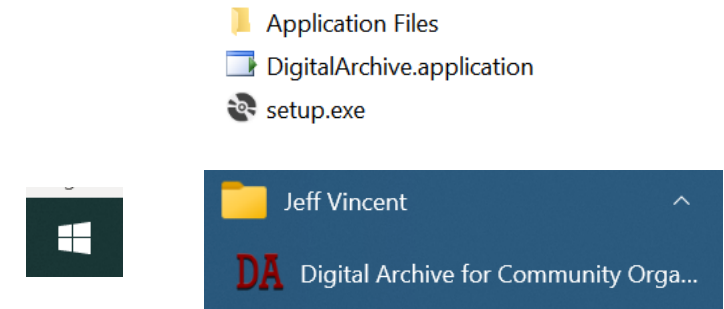 Application Files
DigitalArchive.application
setup.exe
Jeff Vincent
DA Digital Archive for Community Orga...